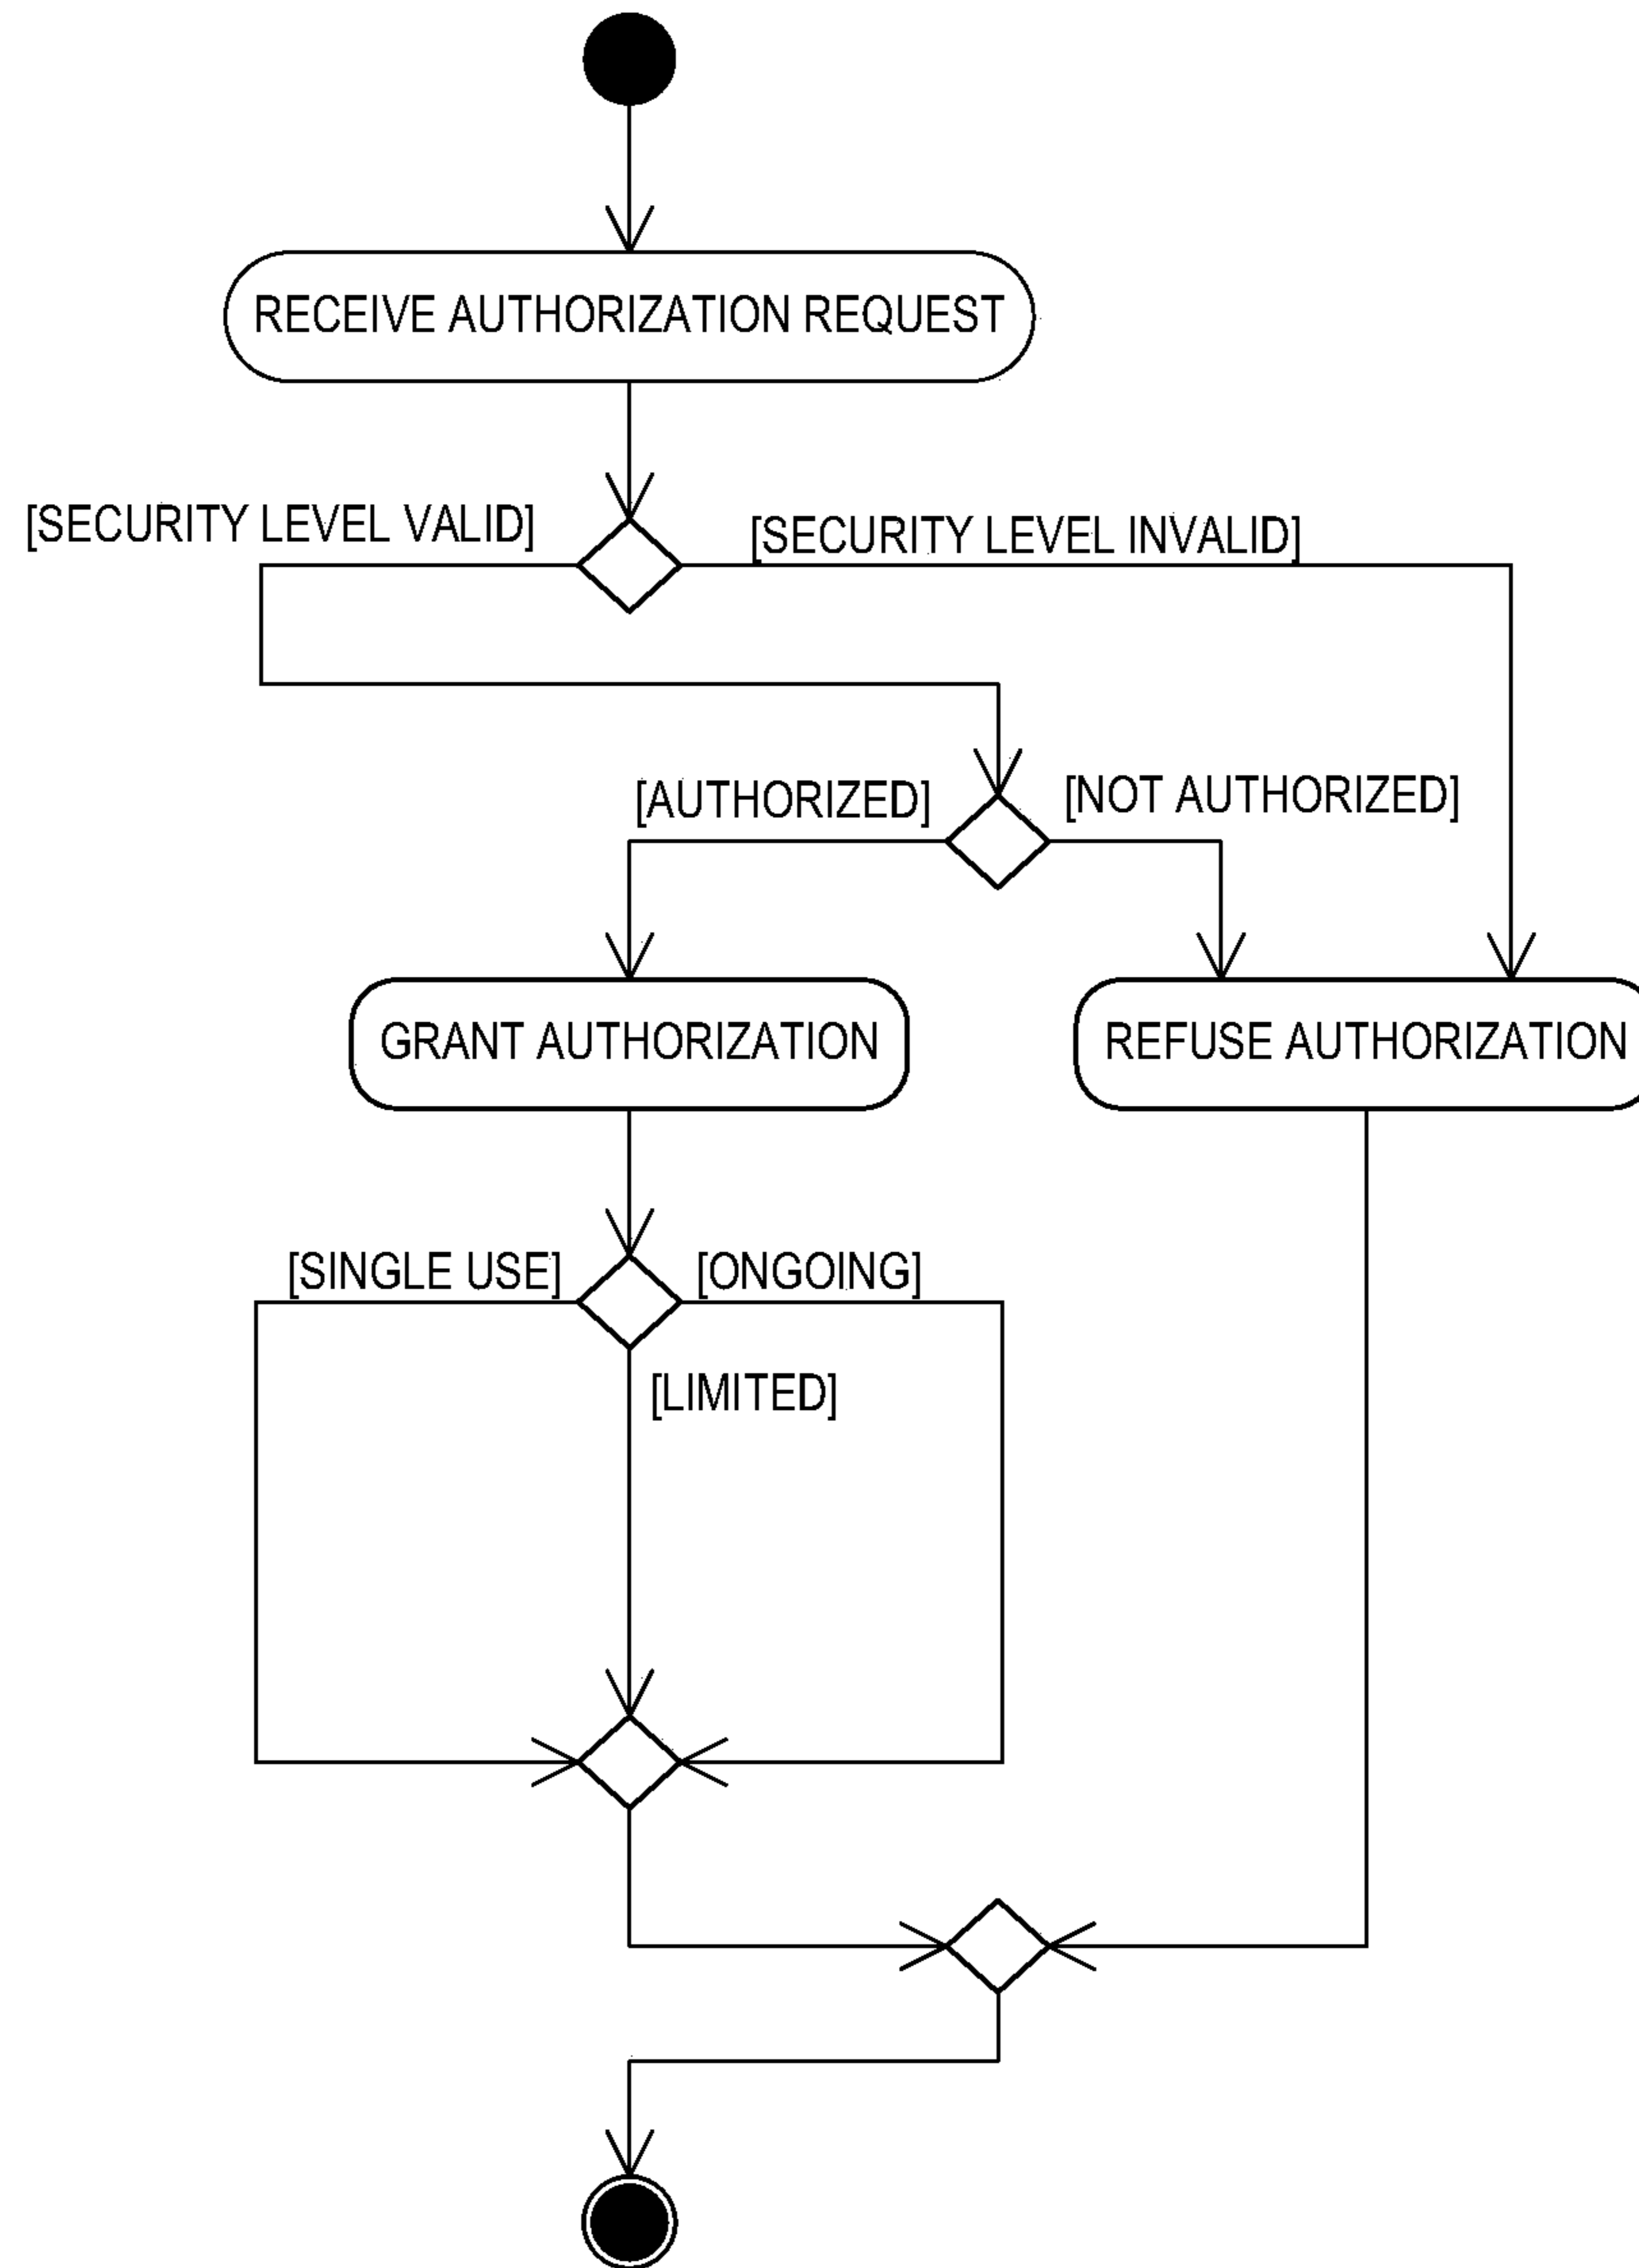 RECEIVE AUTHORIZATION REQUEST
[SECURITY LEVEL VALID]
[SECURITY LEVEL INVALID]
[AUTHORIZED]
[NOT AUTHORIZED]
GRANT AUTHORIZATION
REFUSE AUTHORIZATION
[SINGLE USE]
[ONGOING]
[LIMITED]